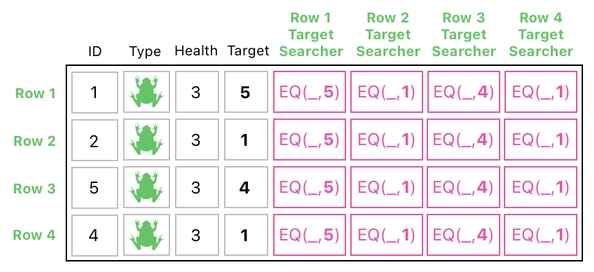 Row 1 Row 2 Row 3 Row 4
Target Target Target Target
ID Type Health Target Searcher Searcher Searcher Searcher
Row 1 1 3 5 EQ(_,5) EQ(_,1) EQ(_,4) EQ(_,1)
Row 2 2 3 1 EQ(_,5) EQ(_,1) EQ(_,4) EQ(_,1)
Row 3 5 3 4 EQ(_,5) EQ(_,1) EQ(_,4) EQ(_,1)
Row 4 4 3 1 EQ(_,5) EQ(_,1) EQ(_,4) EQ(_,1)